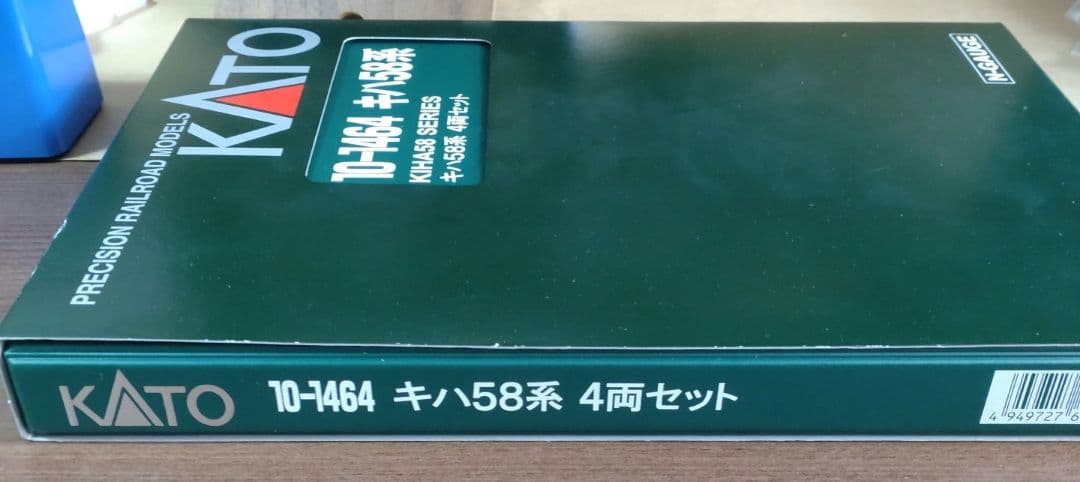 PRECISION RAILROAD MODELS
KATO
10-1464 キハ58系
KIHA58 SERIES
キハ58系 4両セット
N-GAUGE
KATO 10-1464 キハ58系 4両セット
4 949727 6